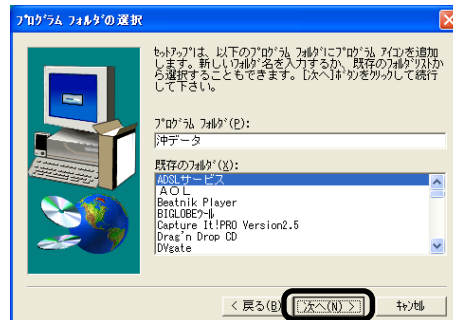 ﾌﾟﾛｸﾞﾗﾑ ﾌｫﾙﾀﾞの選択
ｾｯﾄｱｯﾌﾟは、以下のﾌﾟﾛｸﾞﾗﾑ ﾌｫﾙﾀﾞにﾌﾟﾛｸﾞﾗﾑ ｱｲｺﾝを追加
します。新しいﾌｫﾙﾀﾞ名を入力するか、既存のﾌｫﾙﾀﾞﾘｽﾄか
ら選択することもできます。[次へ]ﾎﾞﾀﾝをｸﾘｯｸして続行
して下さい。
ﾌﾟﾛｸﾞﾗﾑ ﾌｫﾙﾀﾞ(P):
沖データ
既存のﾌｫﾙﾀﾞ(X):
ADSLサービス
AOL
Beatnik Player
BIGLOBEﾂｰﾙ
Capture It!PRO Version2.5
Drag'n Drop CD
DVgate
< 戻る(B) 次へ(N) > ｷｬﾝｾﾙ